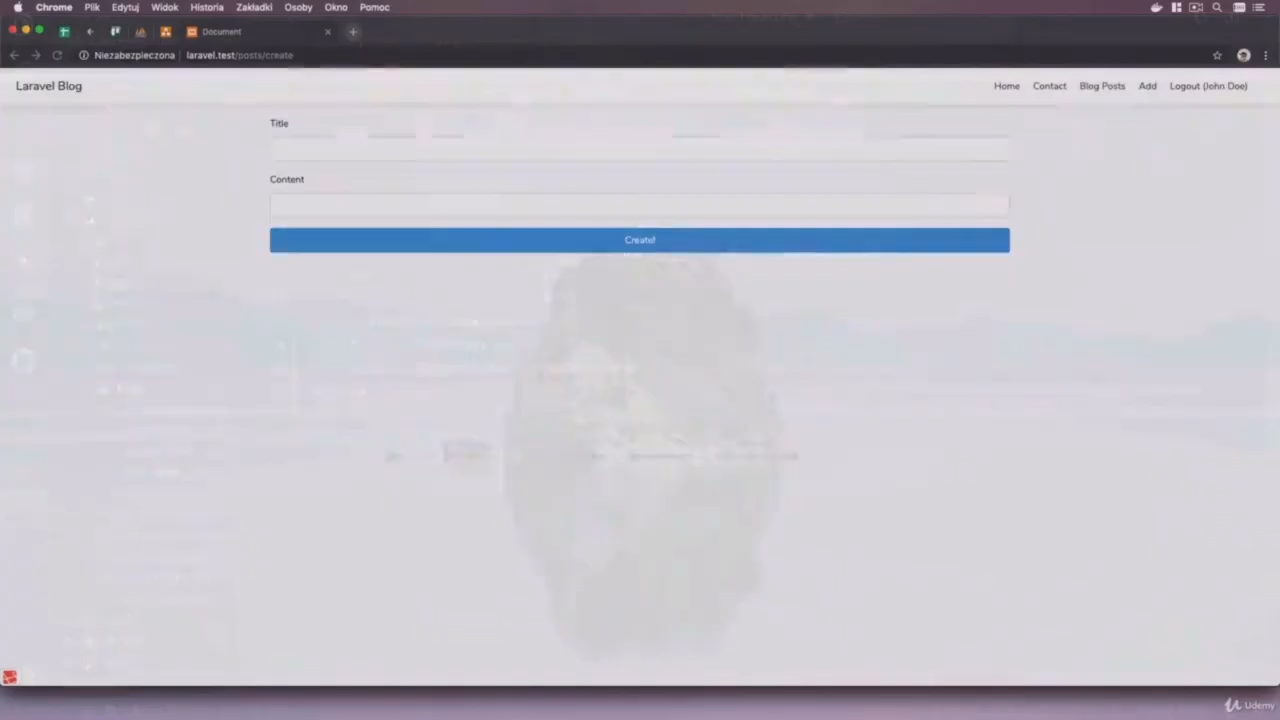 Chrome Plik Edytuj Widok Historia Zakładki Osoby Okno Pomoc
Document
Niezabezpieczona laravel.test/posts/create
Laravel Blog Home Contact Blog Posts Add Logout (John Doe)
Title
Content
Create!
Udemy